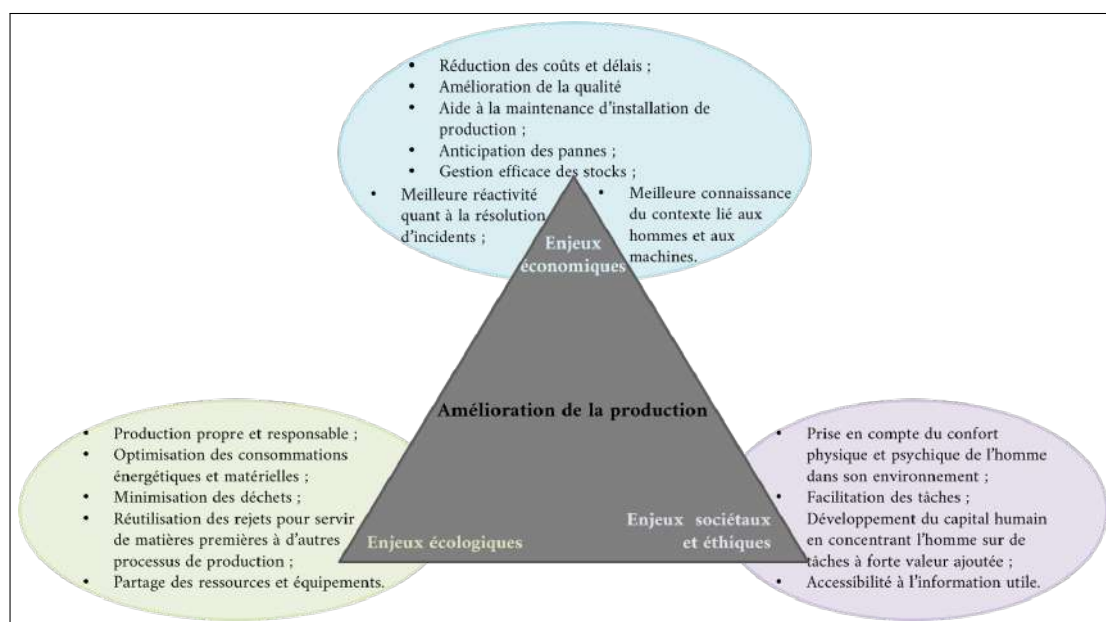 • Réduction des coûts et délais ;
• Amélioration de la qualité
• Aide à la maintenance d'installation de
production ;
• Anticipation des pannes ;
• Gestion efficace des stocks ;
• Meilleure réactivité
quant à la résolution
d'incidents ;
• Meilleure connaissance
du contexte lié aux
hommes et aux
machines.
Enjeux
économiques
Amélioration de la production
• Production propre et responsable ;
• Optimisation des consommations
énergétiques et matérielles ;
• Minimisation des déchets ;
• Réutilisation des rejets pour servir
de matières premières à d'autres
processus de production ;
• Partage des ressources et équipements.
Enjeux écologiques
Enjeux sociétaux
et éthiques
• Prise en compte du confort
physique et psychique de l'homme
dans son environnement ;
• Facilitation des tâches ;
Développement du capital humain
en concentrant l'homme sur de
tâches à forte valeur ajoutée ;
• Accessibilité à l'information utile.